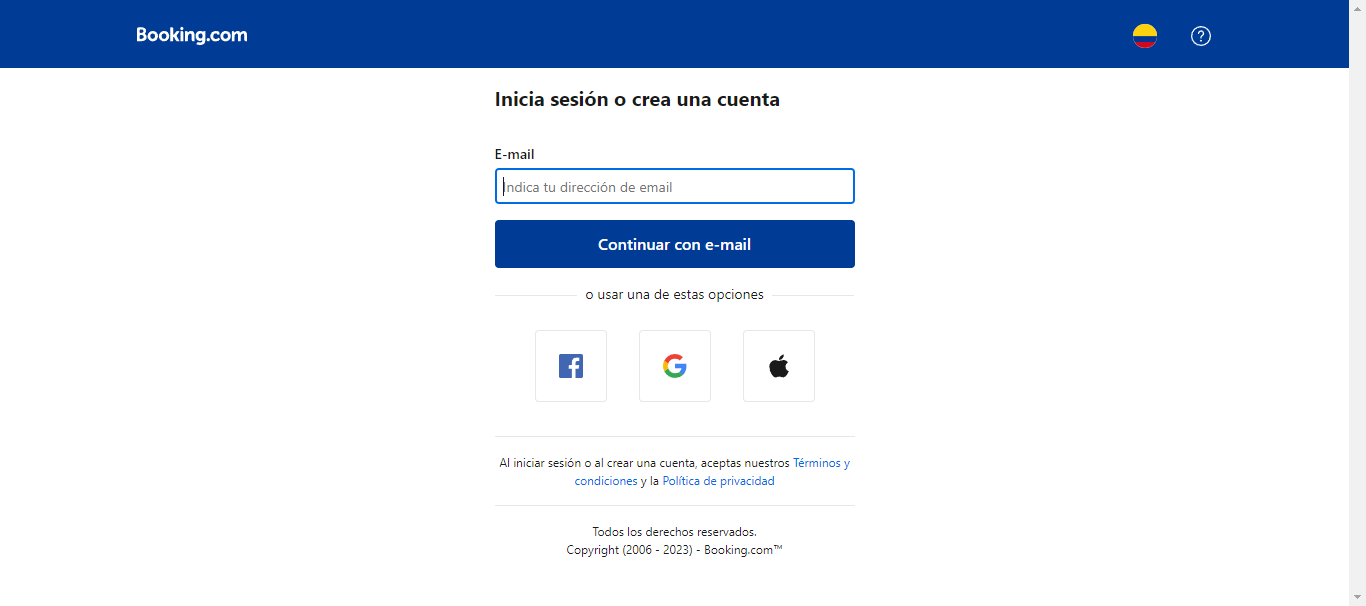 Booking.com
Inicia sesión o crea una cuenta
E-mail
Indica tu dirección de email
Continuar con e-mail
o usar una de estas opciones
Al iniciar sesión o al crear una cuenta, aceptas nuestros Términos y
condiciones y la Política de privacidad
Todos los derechos reservados.
Copyright (2006 - 2023) - Booking.com™